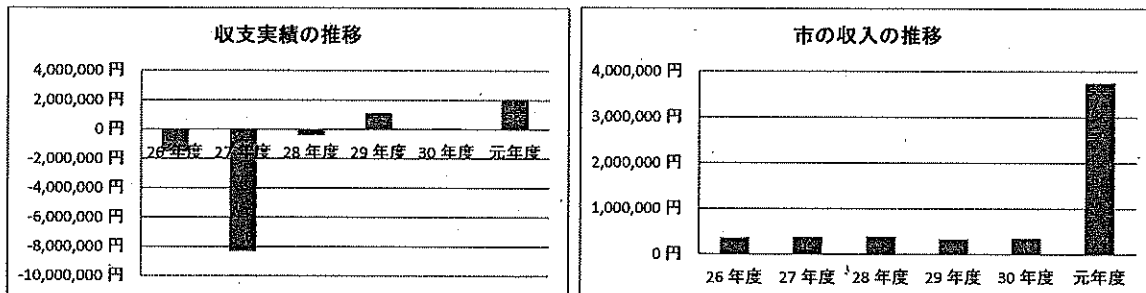 収支実績の推移
4,000,000 円
2,000,000 円
0 円
-2,000,000 円
-4,000,000 円
-6,000,000 円
-8,000,000 円
-10,000,000 円
26 年度 27 年度 28 年度 29 年度 30 年度 元年度
市の収入の推移
4,000,000 円
3,000,000 円
2,000,000 円
1,000,000 円
0 円
26 年度 27 年度 28 年度 29 年度 30 年度 元年度